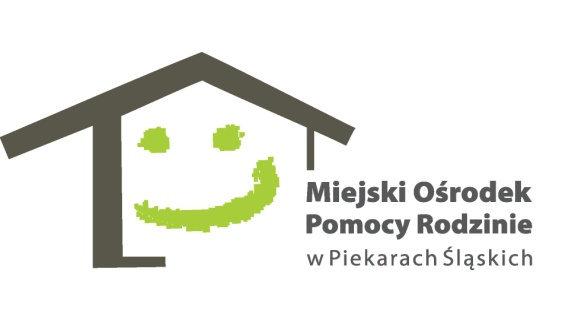 Miejski Ośrodek
Pomocy Rodzinie
w Piekarach Śląskich